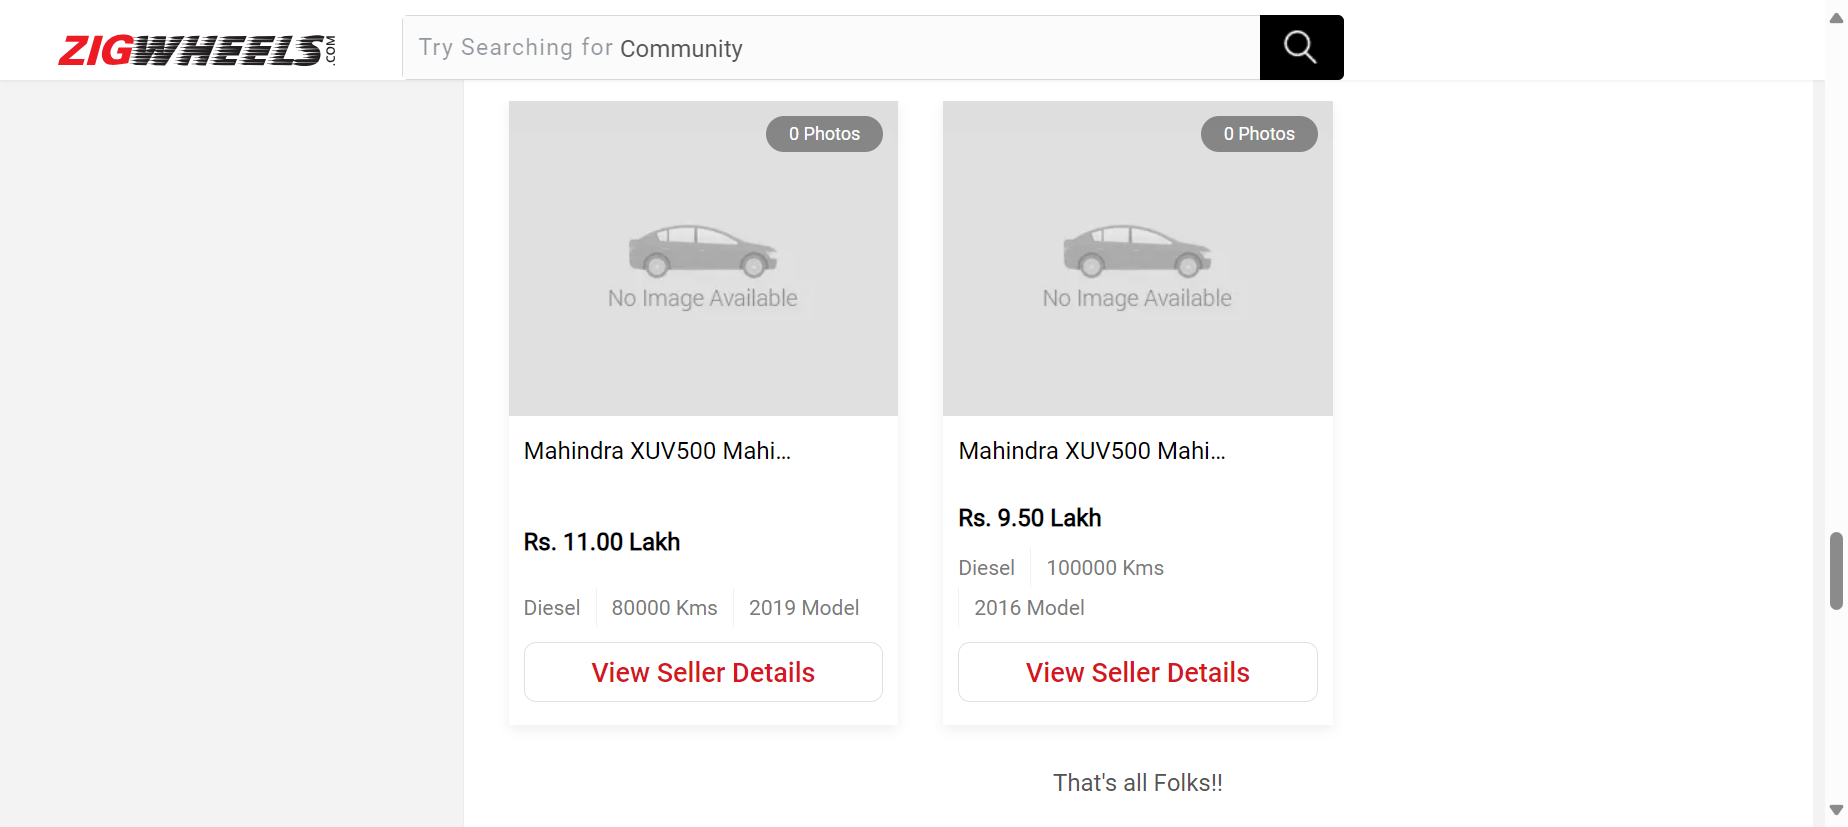 ZIGWHEELS.COM
Try Searching for Community
0 Photos
No Image Available
Mahindra XUV500 Mahi...
Rs. 11.00 Lakh
Diesel 80000 Kms 2019 Model
View Seller Details
0 Photos
No Image Available
Mahindra XUV500 Mahi...
Rs. 9.50 Lakh
Diesel 100000 Kms
2016 Model
View Seller Details
That's all Folks!!